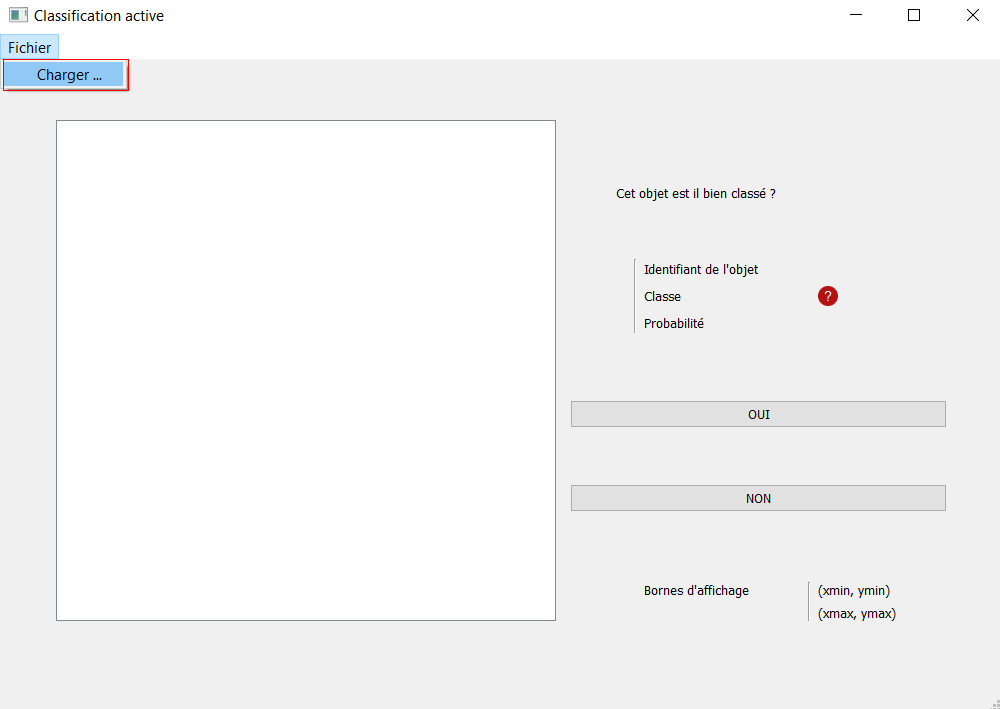 Classification active
Fichier
Charger ...
Cet objet est il bien classé ?
Identifiant de l'objet
Classe
?
Probabilité
OUI
NON
Bornes d'affichage
(xmin, ymin)
(xmax, ymax)